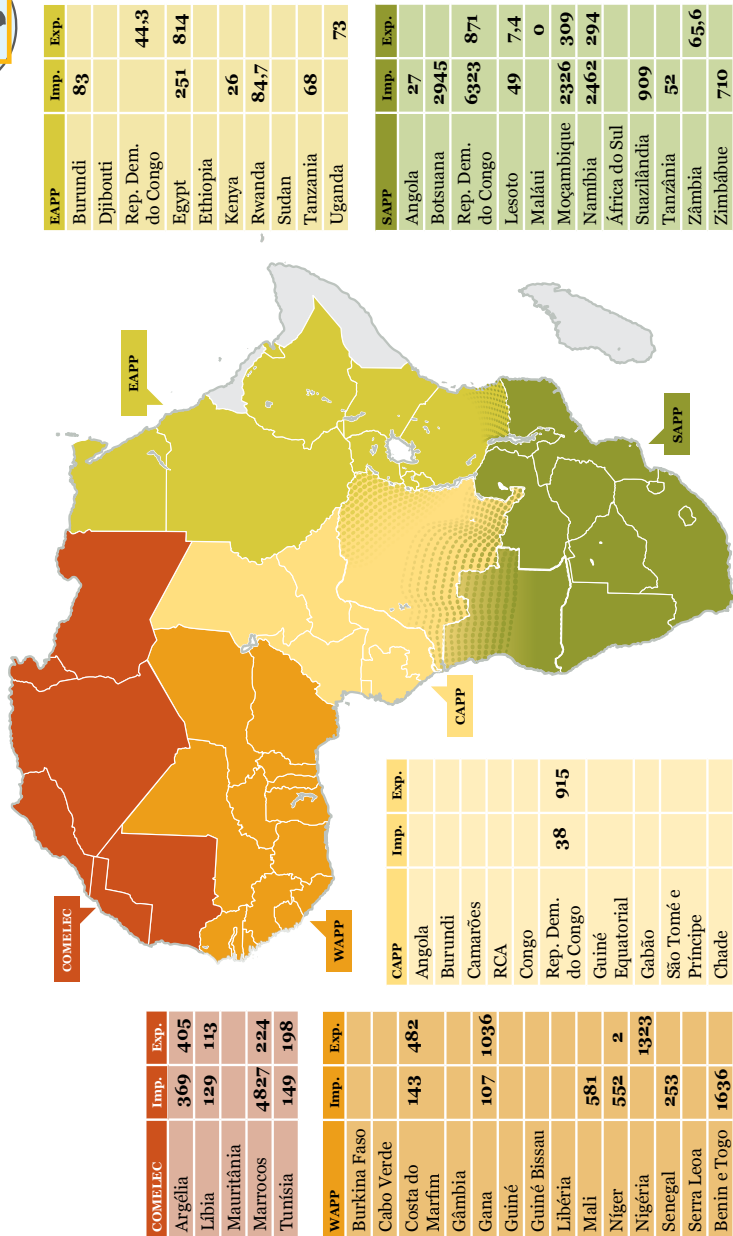 COMELEC Imp. Exp.
Argélia 369 405
Líbia 129 113
Mauritânia
Marrocos 4827 224
Tunísia 149 198
WAPP Imp. Exp.
Burkina Faso
Cabo Verde
Costa do
Marfim 143 482
Gâmbia
Gana 107 1036
Guiné
Guiné Bissau
Libéria
Mali 581
Níger 552 2
Nigéria 1323
Senegal 253
Serra Leoa
Benin e Togo 1636
COMELEC
WAPP
CAPP
EAPP
SAPP
CAPP Imp. Exp.
Angola
Burundi
Camarões
RCA
Congo
Rep. Dem.
do Congo 38 915
Guiné
Equatorial
Gabão
São Tomé e
Príncipe
Chade
EAPP Imp. Exp.
Burundi 83
Djibouti
Rep. Dem.
do Congo 44,3
Egypt 251 814
Ethiopia
Kenya 26
Rwanda 84,7
Sudan
Tanzania 68
Uganda 73
SAPP Imp. Exp.
Angola 27
Botsuana 2945
Rep. Dem.
do Congo 6323 871
Lesoto 49 7,4
Maláui 0
Moçambique 2326 309
Namíbia 2462 294
África do Sul
Suazilândia 909
Tanzânia 52
Zâmbia 65,6
Zimbábue 710